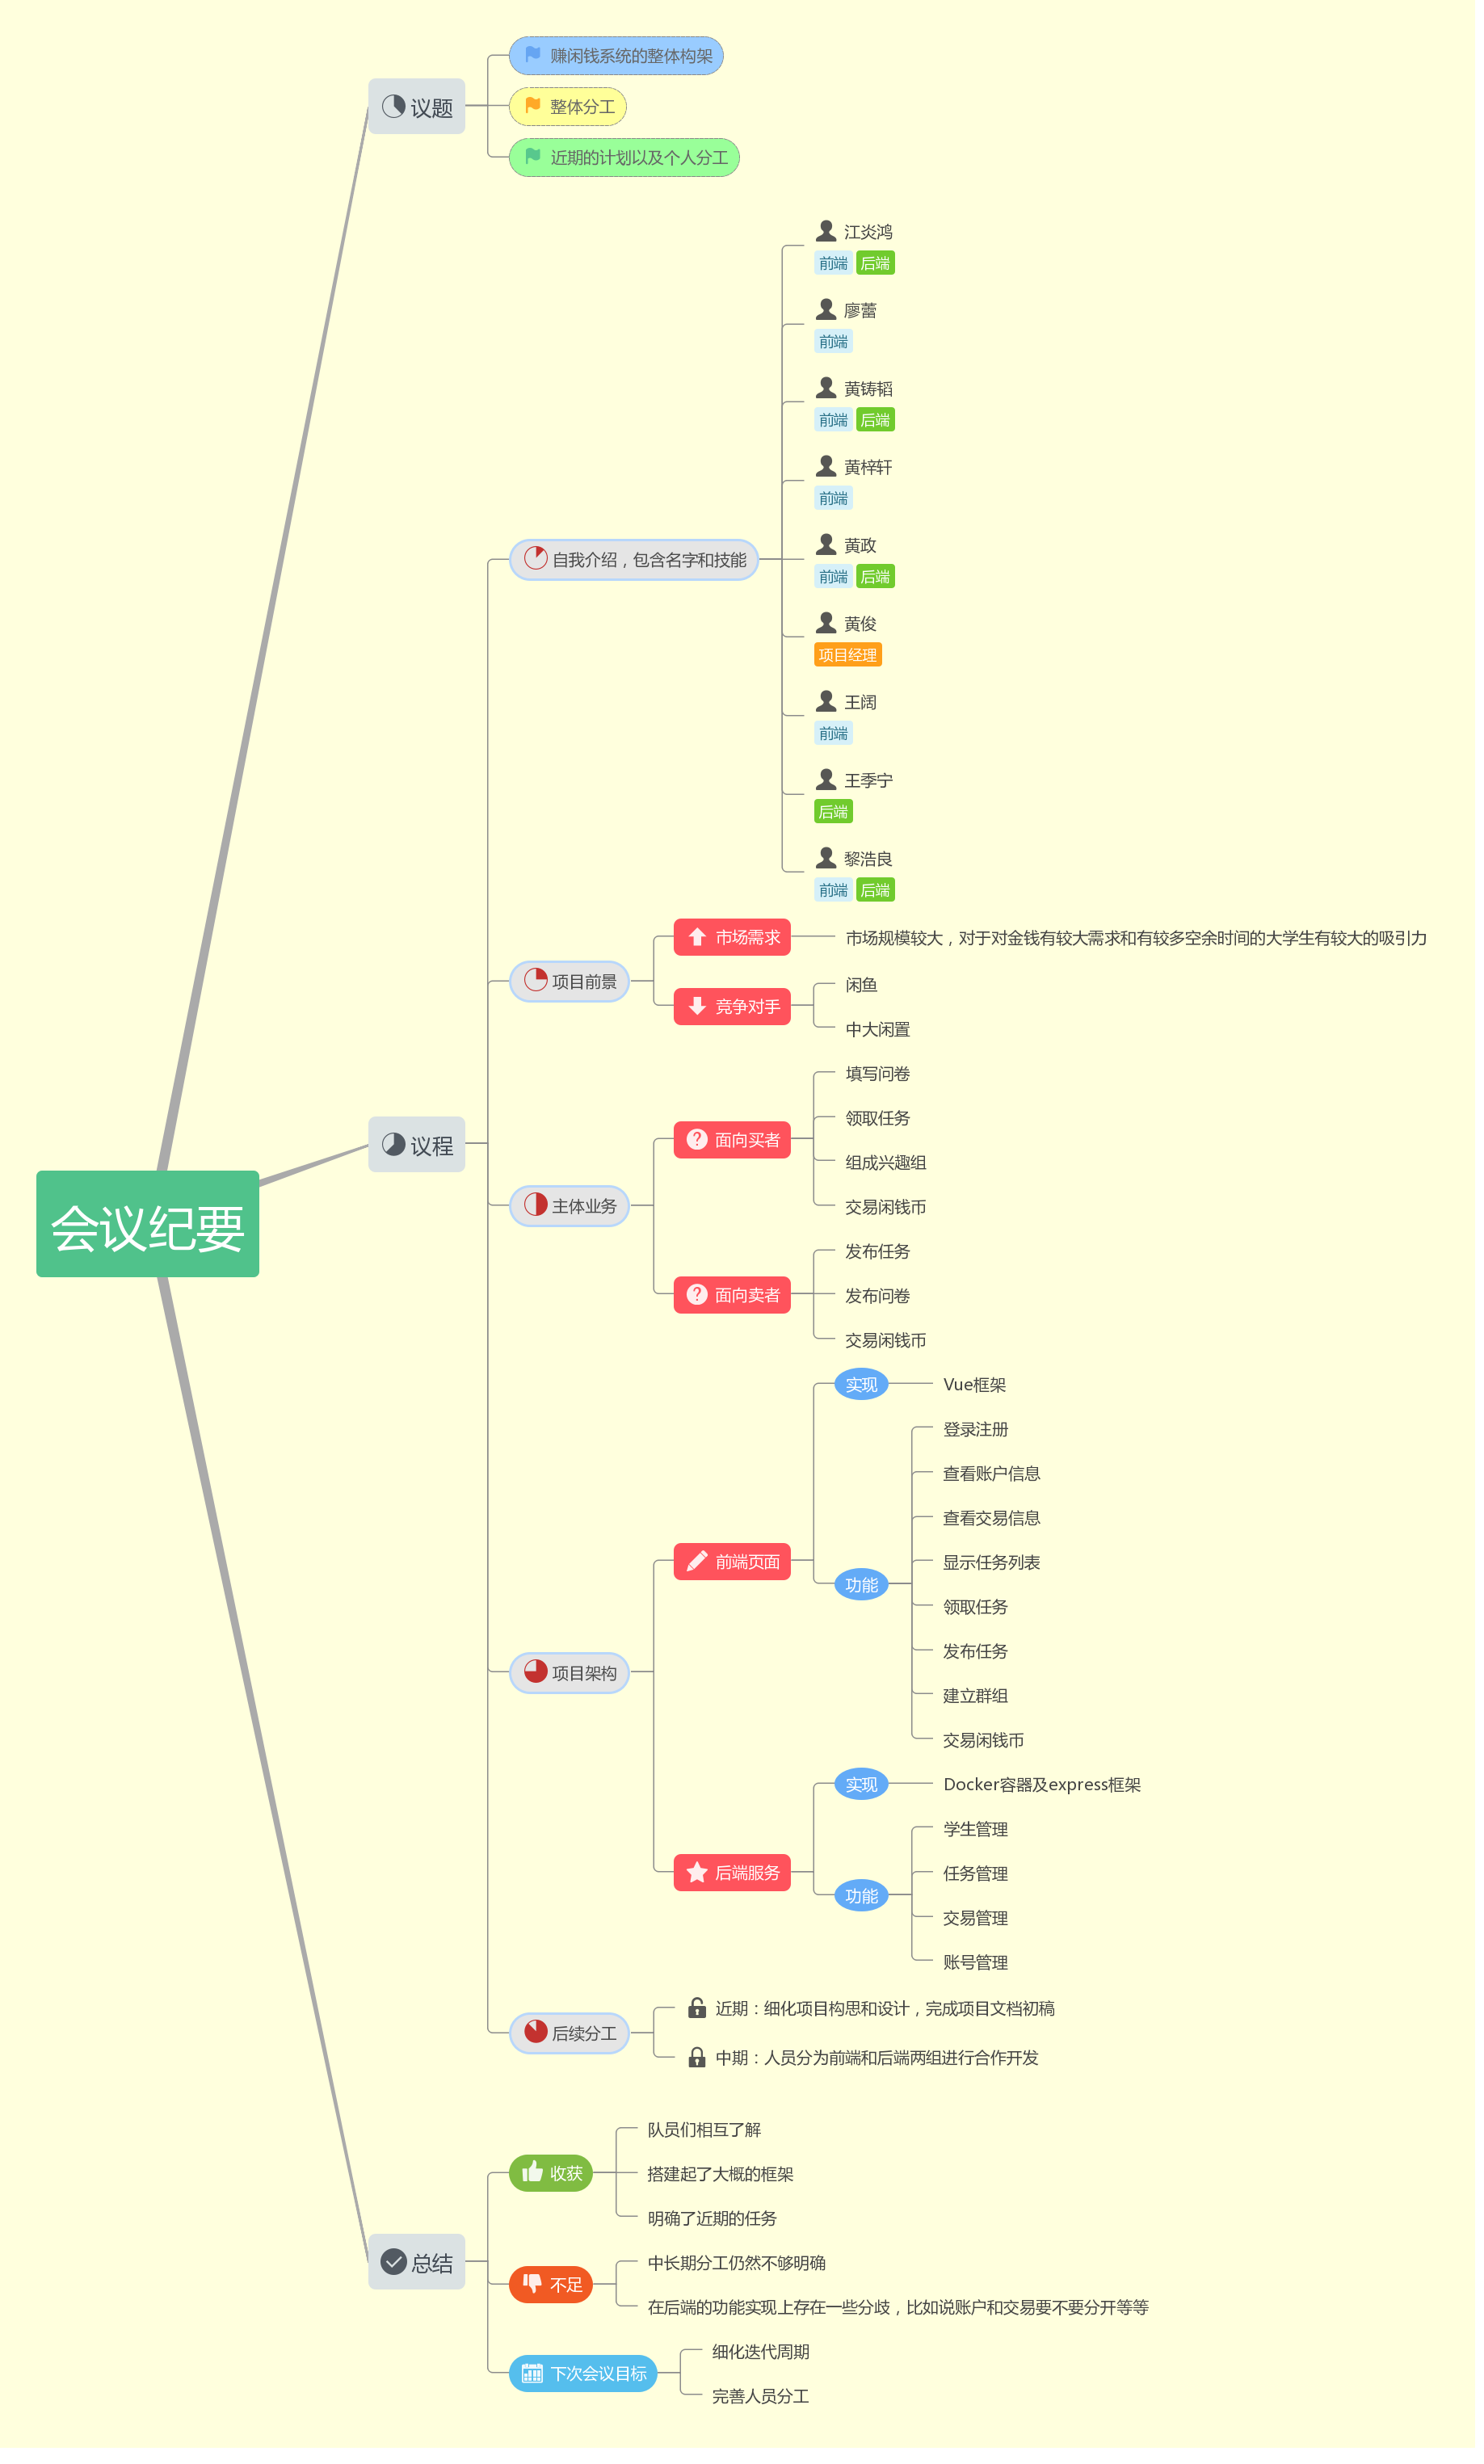 会议纪要
议题
赚闲钱系统的整体构架
整体分工
近期的计划以及个人分工
议程
自我介绍，包含名字和技能
江炎鸿
前端 后端
廖蕾
前端
黄铸韬
前端 后端
黄梓轩
前端
黄政
前端 后端
黄俊
项目经理
王阔
前端
王季宁
后端
黎浩良
前端 后端
项目前景
市场需求
市场规模较大，对于对金钱有较大需求和有较多空余时间的大学生有较大的吸引力
竞争对手
闲鱼
中大闲置
主体业务
面向买者
填写问卷
领取任务
组成兴趣组
交易闲钱币
面向卖者
发布任务
发布问卷
交易闲钱币
项目架构
前端页面
实现
Vue框架
功能
登录注册
查看账户信息
查看交易信息
显示任务列表
领取任务
发布任务
建立群组
交易闲钱币
后端服务
实现
Docker容器及express框架
功能
学生管理
任务管理
交易管理
账号管理
后续分工
近期：细化项目构思和设计，完成项目文档初稿
中期：人员分为前端和后端两组进行合作开发
总结
收获
队员们相互了解
搭建起了大概的框架
明确了近期的任务
不足
中长期分工仍然不够明确
在后端的功能实现上存在一些分歧，比如说账户和交易要不要分开等等
下次会议目标
细化迭代周期
完善人员分工